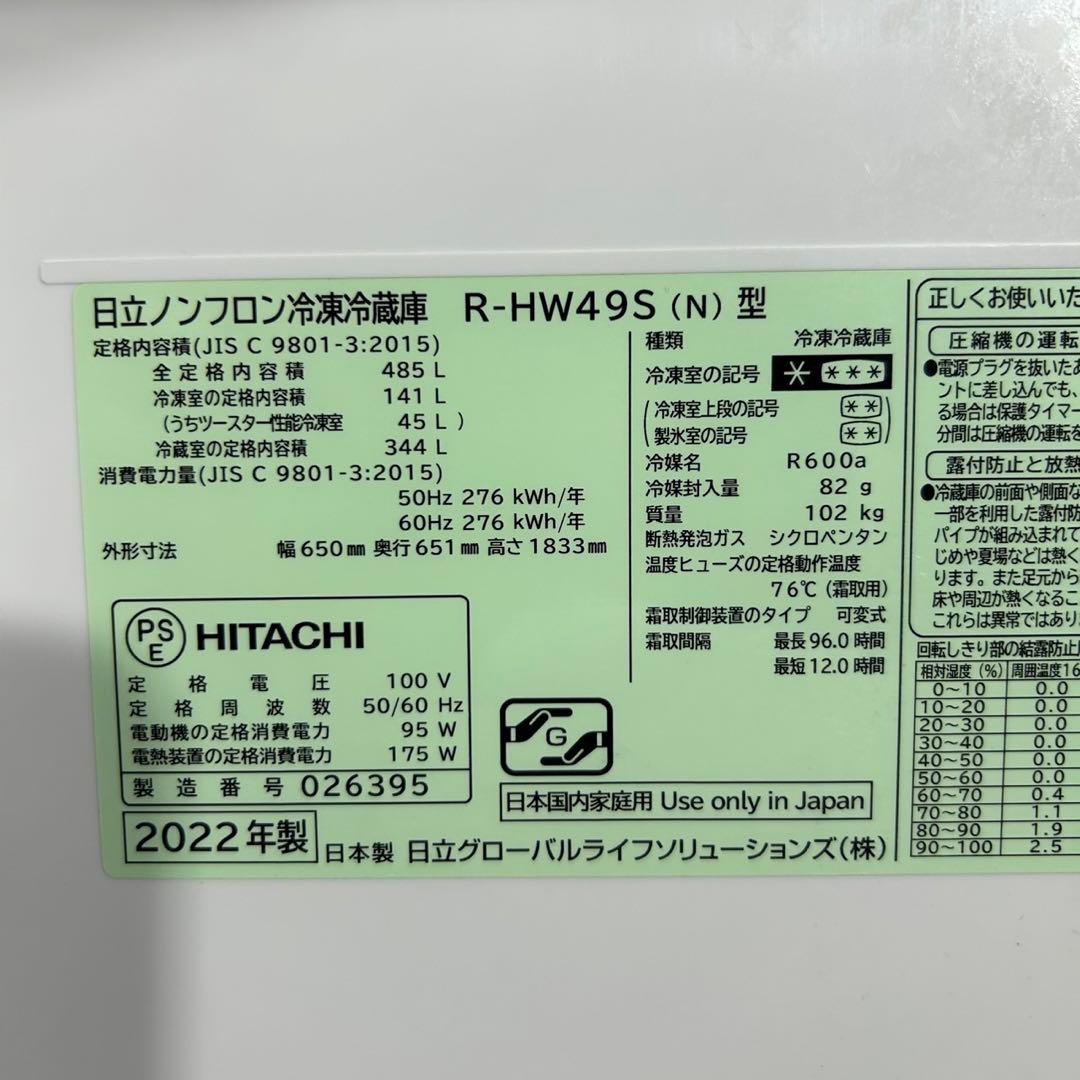 日立ノンフロン冷凍冷蔵庫 R-HW49S (N) 型
定格内容積(JIS C 9801-3:2015)
全定格内容積 485 L
冷凍室の定格内容積 141 L
(うちツースター性能冷凍室 45 L )
冷蔵室の定格内容積 344 L
消費電力量(JIS C 9801-3:2015)
50Hz 276 kWh/年
60Hz 276 kWh/年
外形寸法 幅650㎜ 奥行651㎜ 高さ1833㎜
PS E HITACHI
定格電圧 100 V
定格周波数 50/60 Hz
電動機の定格消費電力 95 W
電熱装置の定格消費電力 175 W
製造番号 026395
2022年製
日本製 日立グローバルライフソリューションズ(株)
種類 冷凍冷蔵庫
冷凍室の記号 * ***
(冷凍室上段の記号 **
製氷室の記号 **)
冷媒名 R600a
冷媒封入量 82 g
質量 102 kg
断熱発泡ガス シクロペンタン
温度ヒューズの定格動作温度
76℃(霜取用)
霜取制御装置のタイプ 可変式
霜取間隔 最長96.0時間
最短12.0時間
G
日本国内家庭用 Use only in Japan
正しくお使いいた
圧縮機の運転
●電源プラグを抜いたあ
ントに差し込んでも、
る場合は保護タイマー
分間は圧縮機の運転を
露付防止と放熱
●冷蔵庫の前面や側面な
一部を利用した露付防
パイプが組み込まれて
じめや夏場などは熱く
ります。また足元から
床や周辺が熱くなるこ
これらは異常ではあり
回転しきり部の結露防止
相対湿度(%) 周囲温度16
0~10 0.0
10~20 0.0
20~30 0.0
30~40 0.0
40~50 0.0
50~60 0.0
60~70 0.4
70~80 1.1
80~90 1.9
90~100 2.5